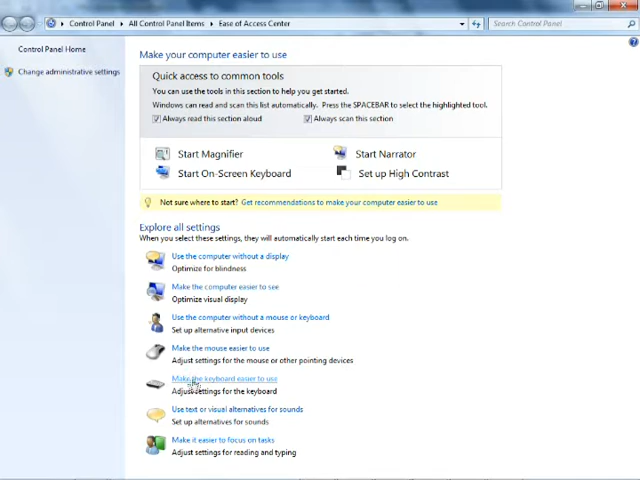 Control Panel ▸ All Control Panel Items ▸ Ease of Access Center
Search Control Panel
Control Panel Home
Change administrative settings
Make your computer easier to use
Quick access to common tools
You can use the tools in this section to help you get started.
Windows can read and scan this list automatically. Press the SPACEBAR to select the highlighted tool.
Always read this section aloud
Always scan this section
Start Magnifier
Start Narrator
Start On-Screen Keyboard
Set up High Contrast
Not sure where to start? Get recommendations to make your computer easier to use
Explore all settings
When you select these settings, they will automatically start each time you log on.
Use the computer without a display
Optimize for blindness
Make the computer easier to see
Optimize visual display
Use the computer without a mouse or keyboard
Set up alternative input devices
Make the mouse easier to use
Adjust settings for the mouse or other pointing devices
Make the keyboard easier to use
Adjust settings for the keyboard
Use text or visual alternatives for sounds
Set up alternatives for sounds
Make it easier to focus on tasks
Adjust settings for reading and typing